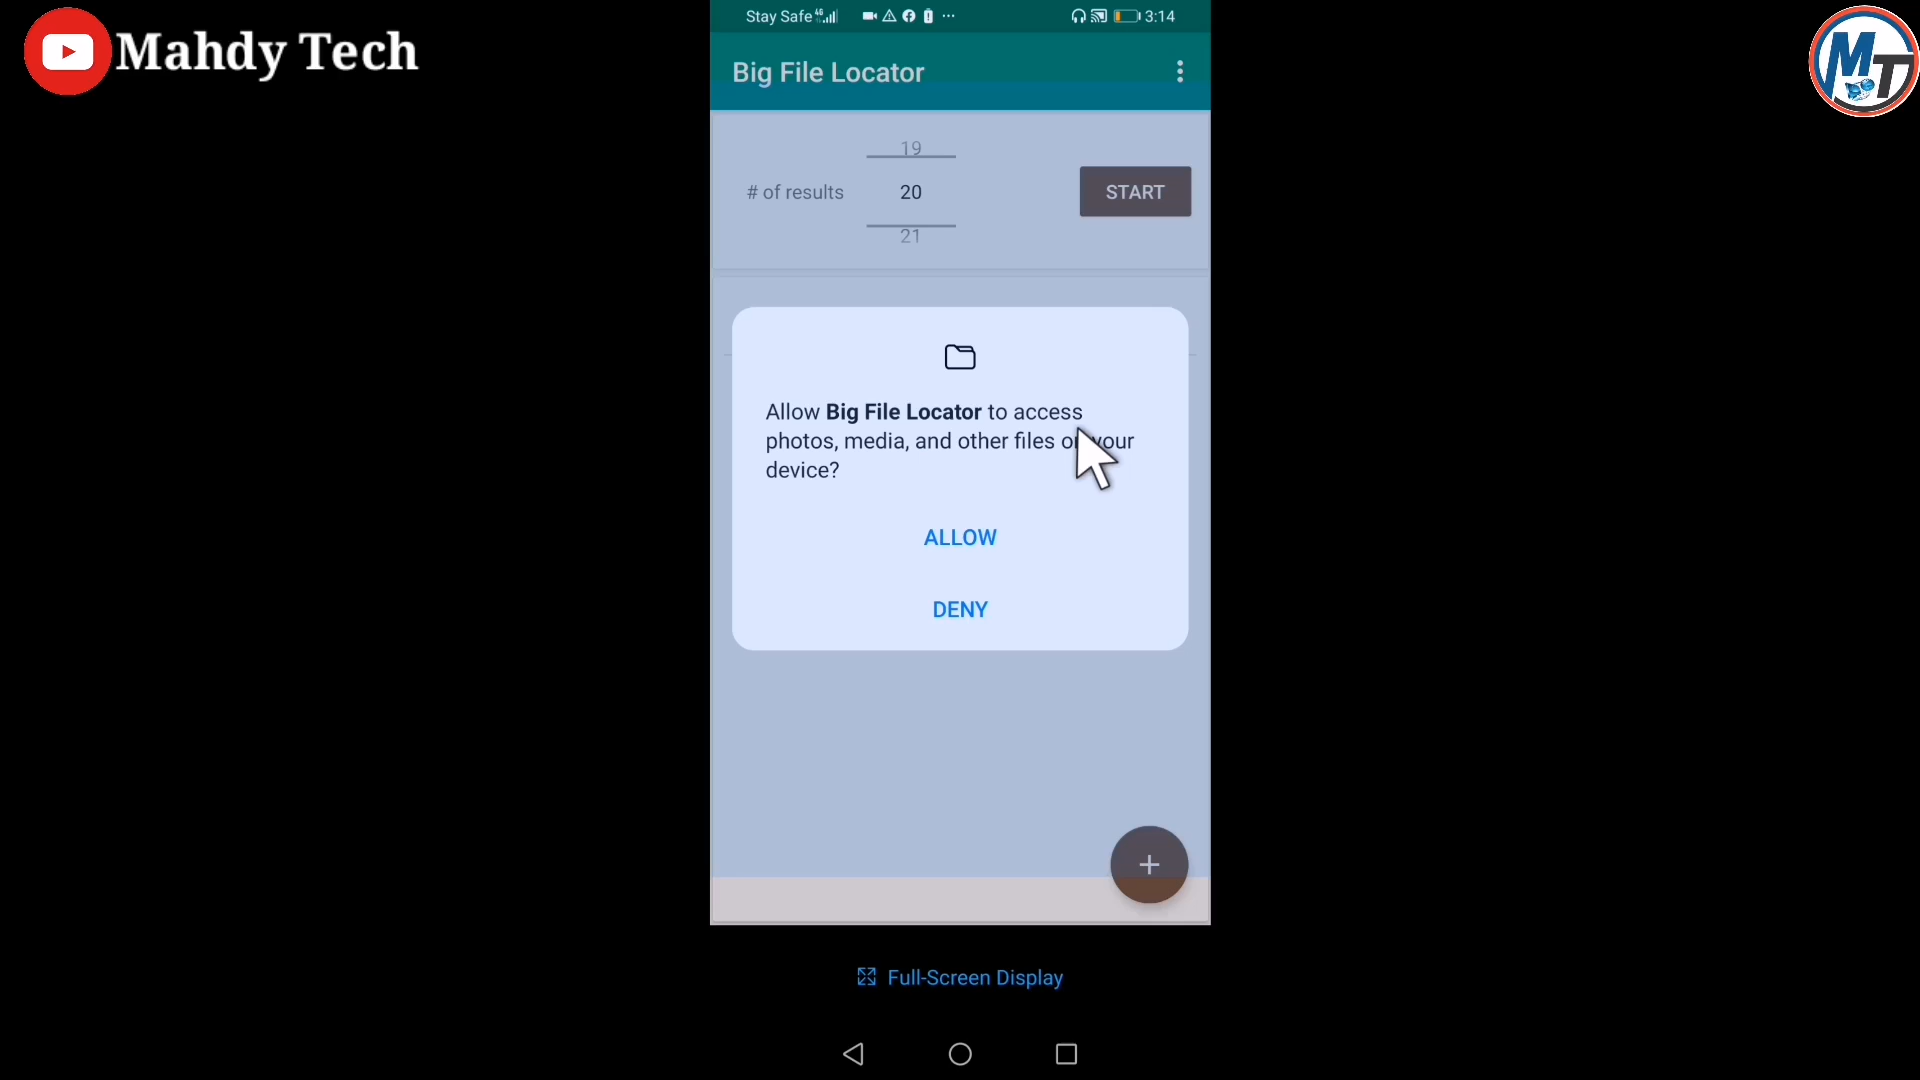 Mahdy Tech
MT
Stay Safe 4G 3:14
Big File Locator
19
# of results 20 START
21
Allow Big File Locator to access
photos, media, and other files on your
device?
ALLOW
DENY
Full-Screen Display